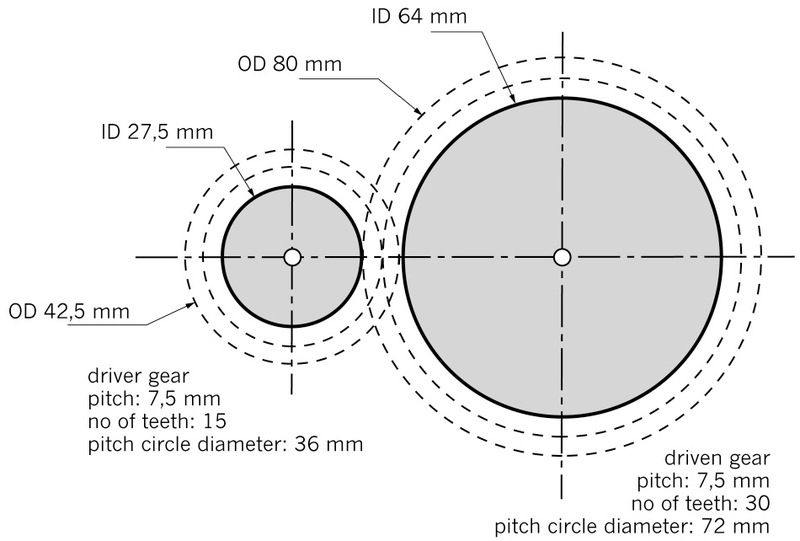 ID 64 mm
OD 80 mm
ID 27,5 mm
OD 42,5 mm
driver gear
pitch: 7,5 mm
no of teeth: 15
pitch circle diameter: 36 mm
driven gear
pitch: 7,5 mm
no of teeth: 30
pitch circle diameter: 72 mm